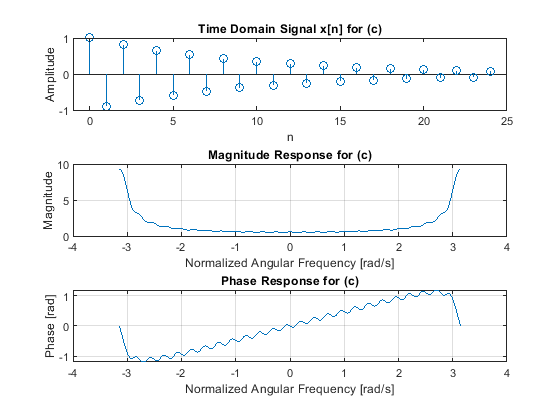 Time Domain Signal x[n] for (c)
Amplitude
1
0
-1
0 5 10 15 20 25
n
Magnitude Response for (c)
Magnitude
10
5
0
-4 -3 -2 -1 0 1 2 3 4
Normalized Angular Frequency [rad/s]
Phase Response for (c)
Phase [rad]
1
0
-1
-4 -3 -2 -1 0 1 2 3 4
Normalized Angular Frequency [rad/s]